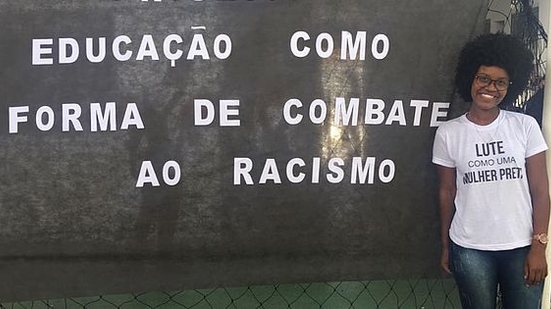 EDUCAÇÃO COMO
FORMA DE COMBATE
AO RACISMO
LUTE
COMO UMA
MULHER PRETA